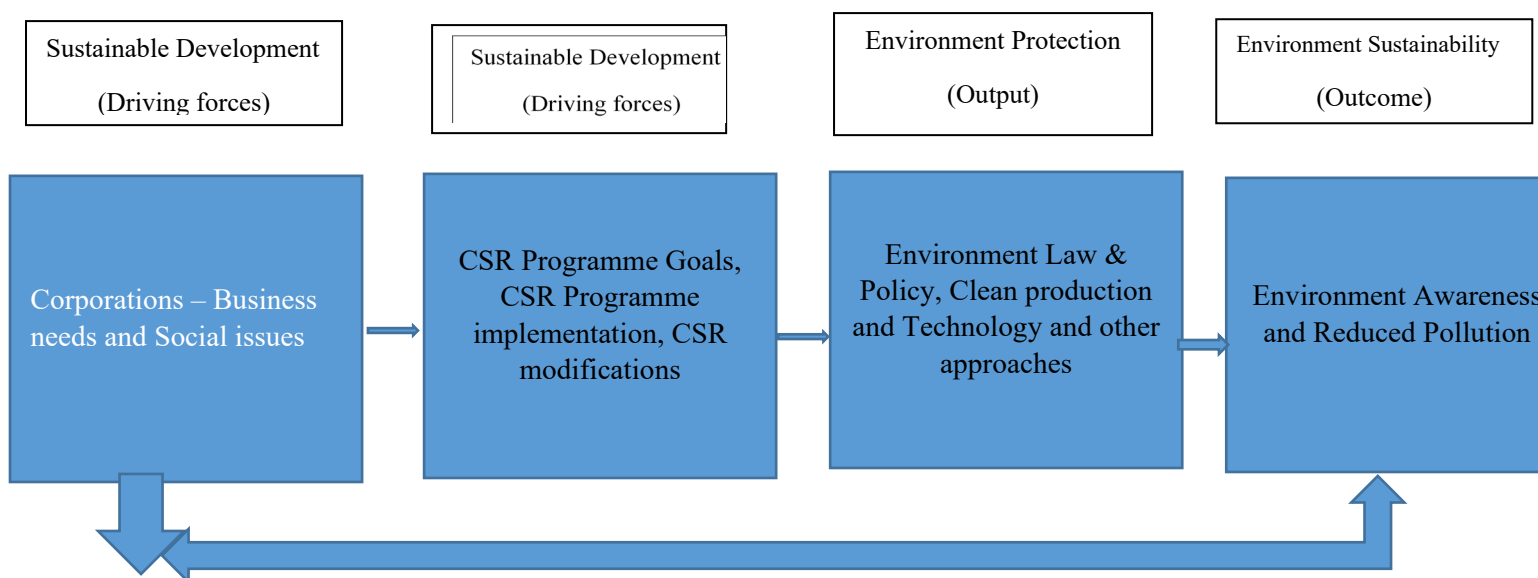 Sustainable Development
(Driving forces)
Sustainable Development
(Driving forces)
Environment Protection
(Output)
Environment Sustainability
(Outcome)
Corporations – Business
needs and Social issues
CSR Programme Goals,
CSR Programme
implementation, CSR
modifications
Environment Law &
Policy, Clean production
and Technology and other
approaches
Environment Awareness
and Reduced Pollution